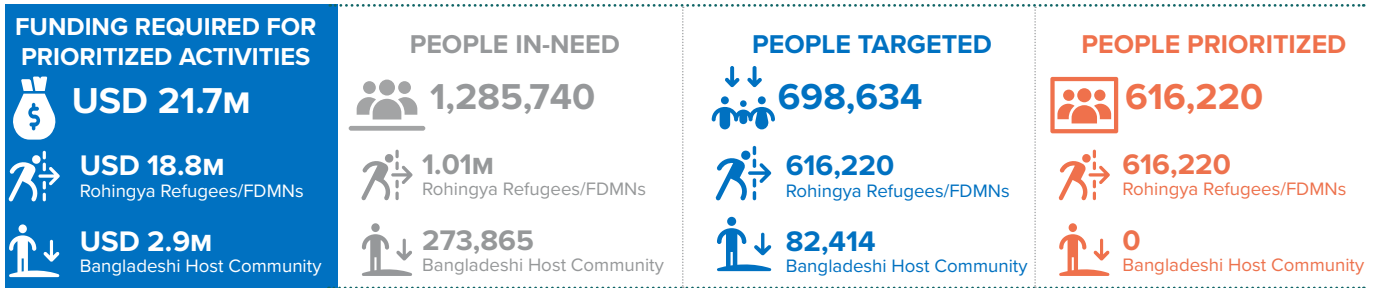 FUNDING REQUIRED FOR
PRIORITIZED ACTIVITIES
$
USD 21.7M
USD 18.8M
Rohingya Refugees/FDMNs
USD 2.9M
Bangladeshi Host Community
PEOPLE IN-NEED
1,285,740
1.01M
Rohingya Refugees/FDMNs
273,865
Bangladeshi Host Community
PEOPLE TARGETED
698,634
616,220
Rohingya Refugees/FDMNs
82,414
Bangladeshi Host Community
PEOPLE PRIORITIZED
616,220
616,220
Rohingya Refugees/FDMNs
0
Bangladeshi Host Community